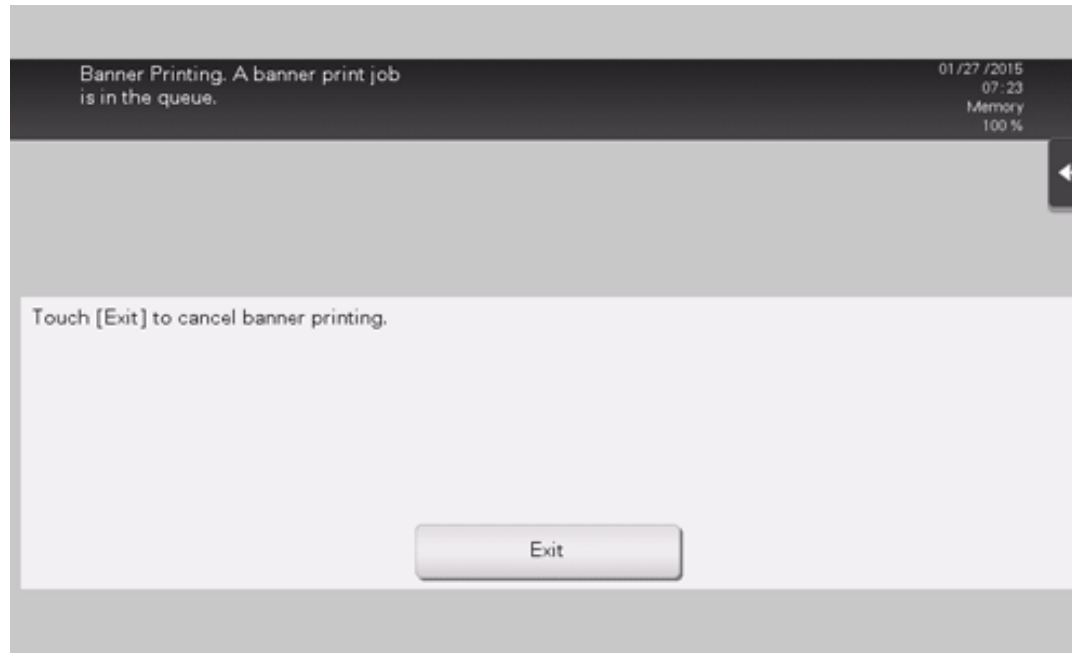 Banner Printing. A banner print job
is in the queue.
01/27/2015
07:23
Memory
100 %
Touch [Exit] to cancel banner printing.
Exit